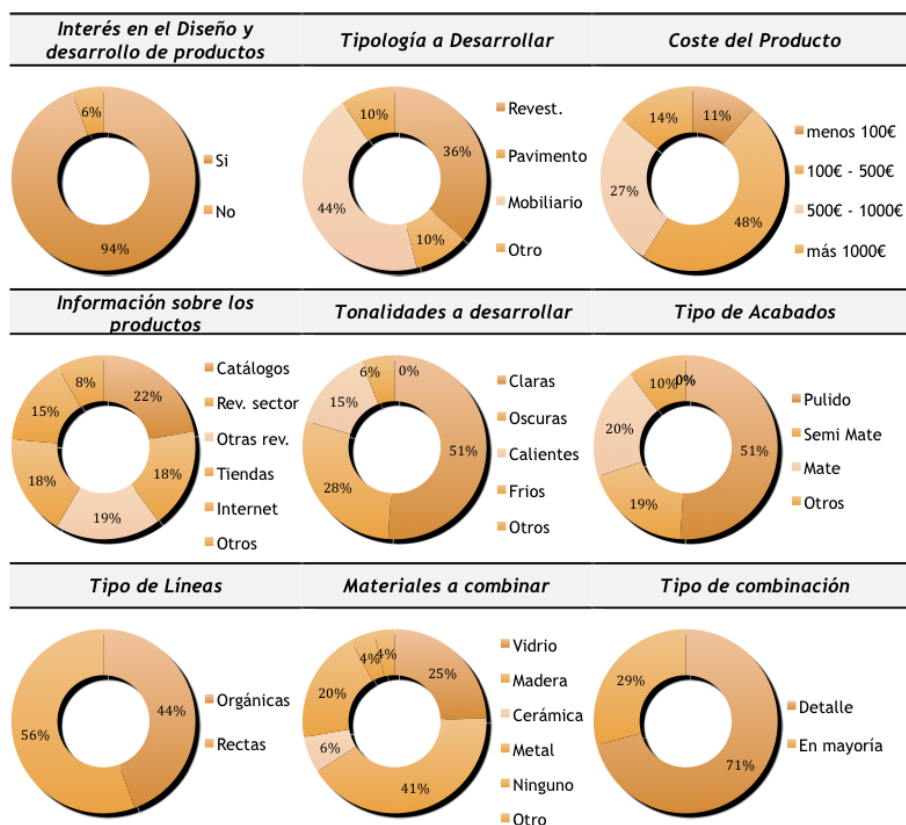 Interés en el Diseño y
desarrollo de productos
Tipología a Desarrollar
Coste del Producto
6%
94%
Si
No
10%
36%
44%
10%
Revest.
Pavimento
Mobiliario
Otro
14%
11%
27%
48%
menos 100€
100€ - 500€
500€ - 1000€
más 1000€
Información sobre los
productos
Tonalidades a desarrollar
Tipo de Acabados
8%
22%
15%
18%
18%
19%
Catálogos
Rev. sector
Otras rev.
Tiendas
Internet
Otros
6%
0%
15%
51%
28%
Claras
Oscuras
Calientes
Frios
Otros
10%
0%
0%
20%
51%
19%
Pulido
Semi Mate
Mate
Otros
Tipo de Líneas
Materiales a combinar
Tipo de combinación
44%
56%
Orgánicas
Rectas
4%
4%
25%
20%
6%
41%
Vidrio
Madera
Cerámica
Metal
Ninguno
Otro
29%
71%
Detalle
En mayoría